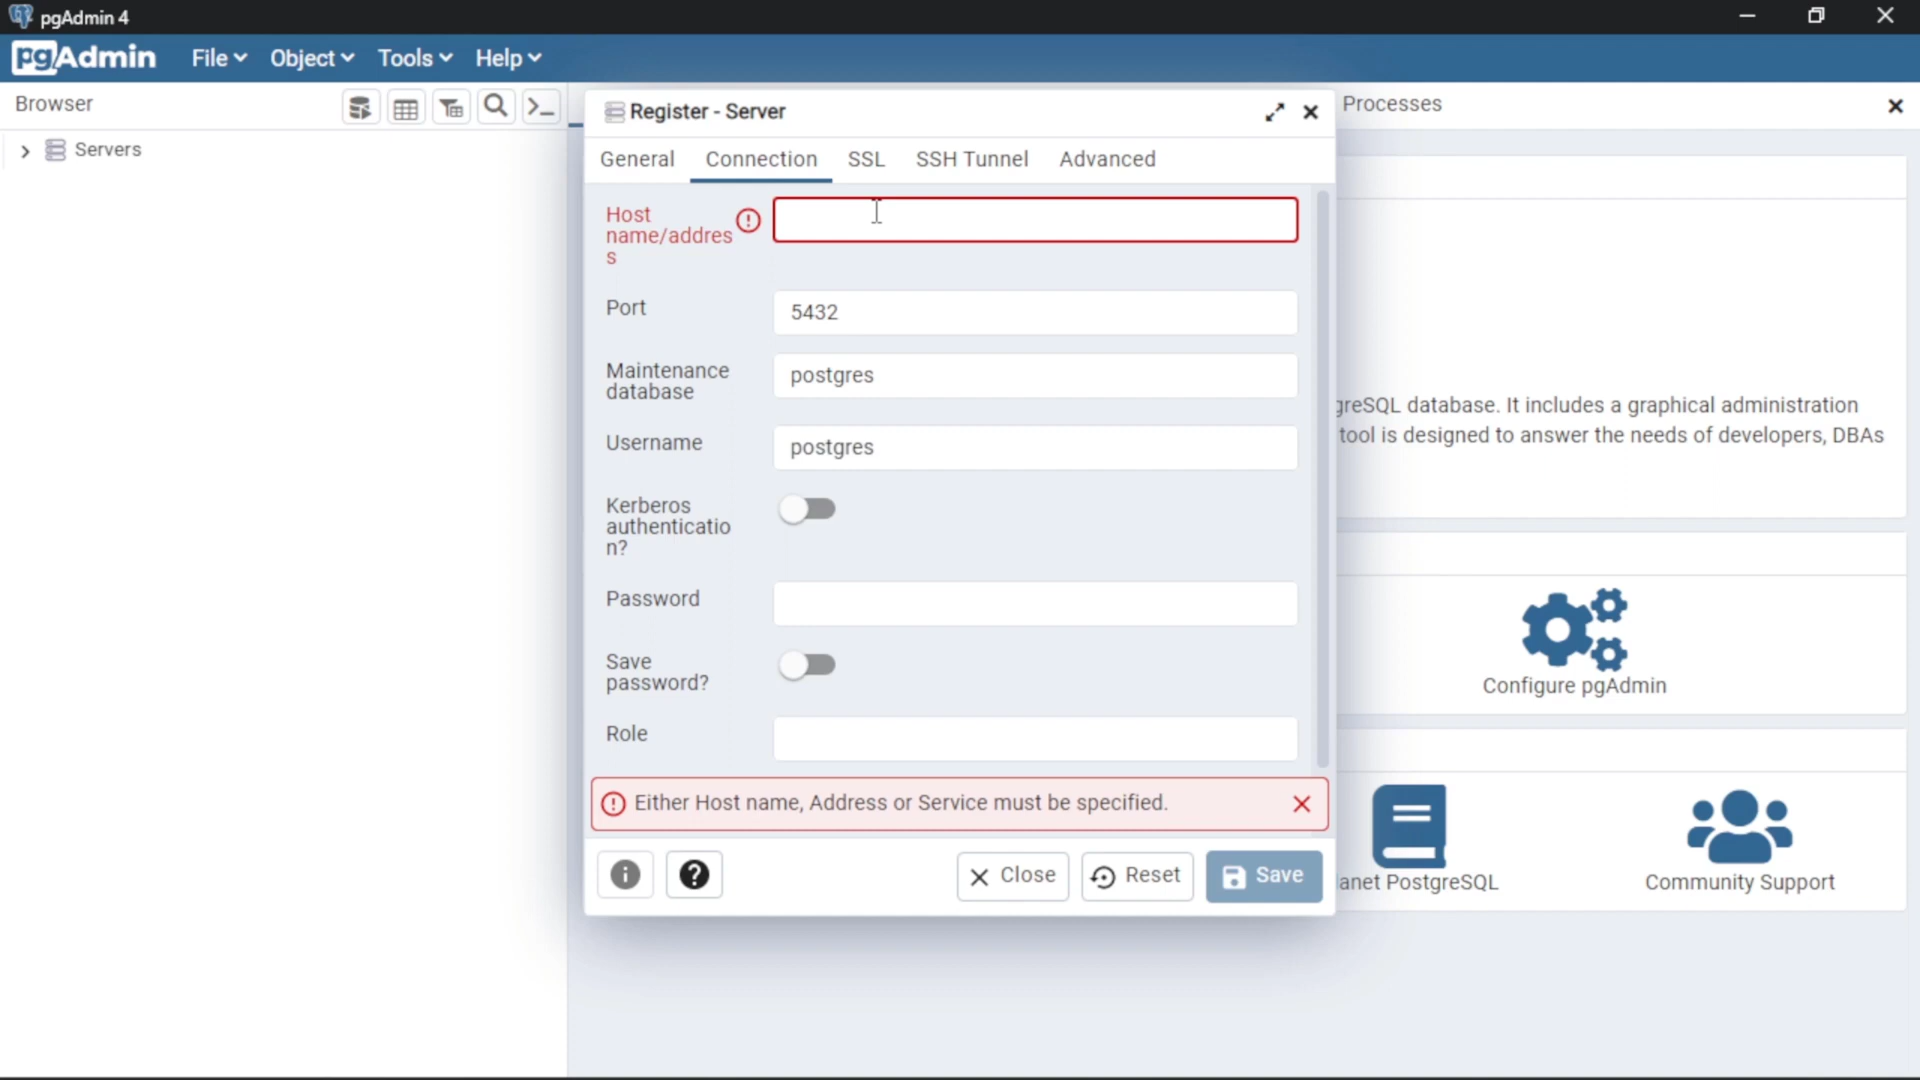 pgAdmin 4
pgAdmin File Object Tools Help
Browser
Servers
Register - Server
Processes
General Connection SSL SSH Tunnel Advanced
Host
name/addres
s
Port 5432
Maintenance
database
postgres
Username postgres
Kerberos
authenticatio
n?
Password
Save
password?
Role
Either Host name, Address or Service must be specified.
Close Reset Save
greSQL database. It includes a graphical administration
tool is designed to answer the needs of developers, DBAs
Configure pgAdmin
anet PostgreSQL
Community Support